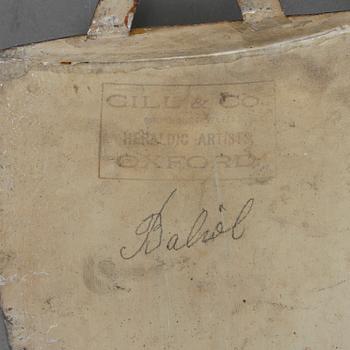 GILL & CO
HERALDIC ARTISTS
OXFORD
Baliol